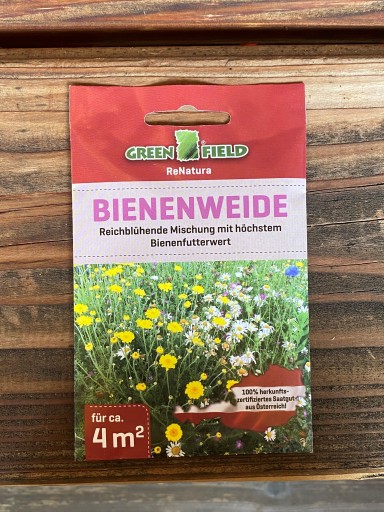 GREEN FIELD
ReNatura
BIENENWEIDE
Reichblühende Mischung mit höchstem
Bienenfutterwert
100% herkunfts-
zertifiziertes Saatgut
aus Österreich!
für ca.
4 m²